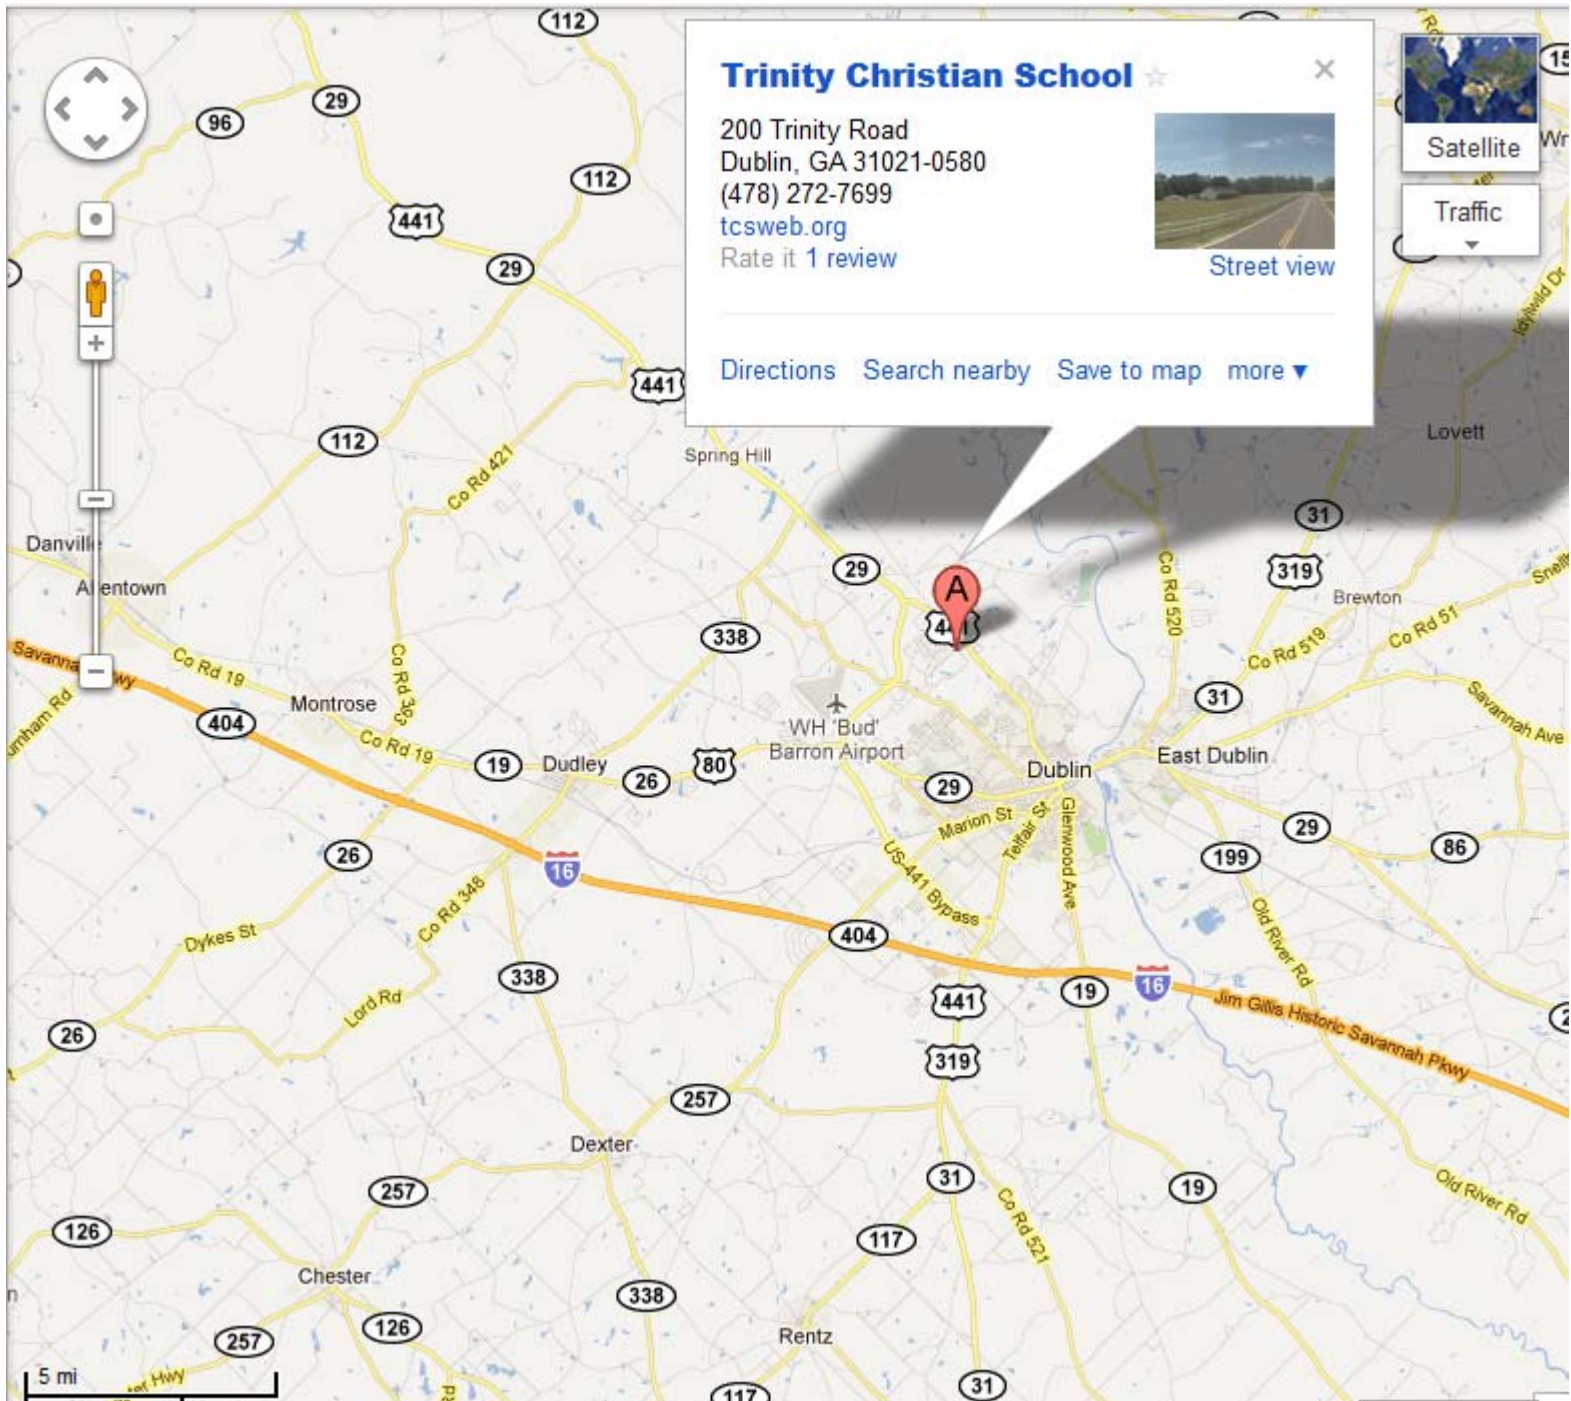 112
15
29
96
112
441
29
441
112
Co Rd 421
Trinity Christian School
200 Trinity Road
Dublin, GA 31021-0580
(478) 272-7699
tcsweb.org
Rate it 1 review
Street view
Directions Search nearby Save to map more
Satellite
Traffic
Idylwild Dr
Lovett
Spring Hill
31
319
Danville
Allentown
29
A
441
Co Rd 520
Brewton
Co Rd 519
Co Rd 51
338
Co Rd 19
Co Rd 393
Montrose
404
Co Rd 19
19
Dudley
26
80
WH 'Bud'
Barron Airport
31
Savannah Ave
East Dublin
Dublin
29
Marion St
Telfair St
Glenwood Ave
29
86
199
26
16
Co Rd 348
US-441 Bypass
404
Old River Rd
Dykes St
338
Lord Rd
26
441
19
16
Jim Gillis Historic Savannah Pkwy
319
257
Dexter
31
19
Old River Rd
257
126
117
Co Rd 521
Chester
338
126
257
Rentz
5 mi
117
31